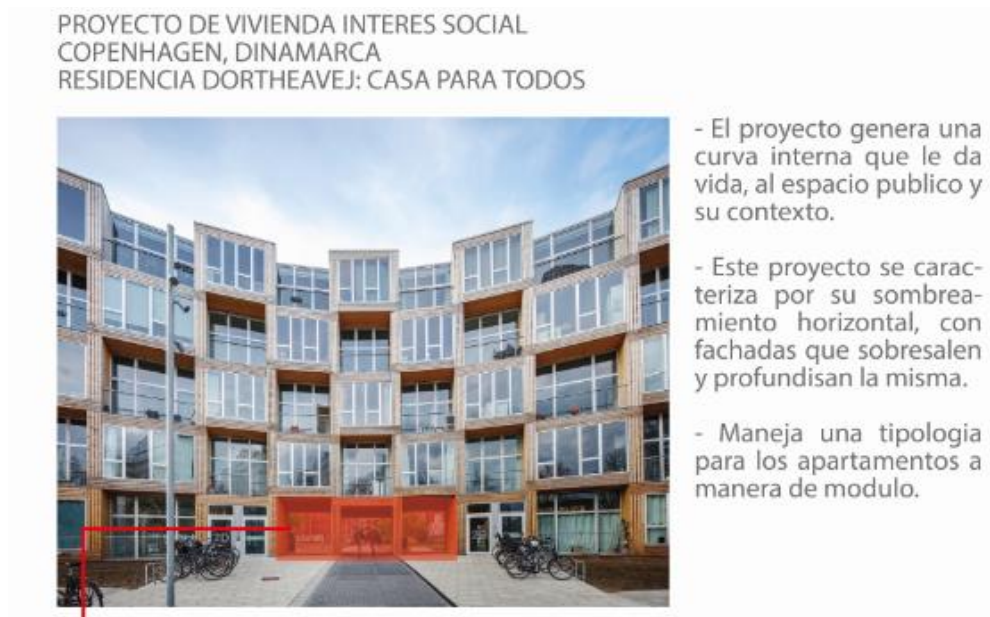 PROYECTO DE VIVIENDA INTERES SOCIAL
COPENHAGEN, DINAMARCA
RESIDENCIA DORTHEAVEJ: CASA PARA TODOS
- El proyecto genera una
curva interna que le da
vida, al espacio publico y
su contexto.
- Este proyecto se carac-
teriza por su sombrea-
miento horizontal, con
fachadas que sobresalen
y profundisan la misma.
- Maneja una tipologia
para los apartamentos a
manera de modulo.